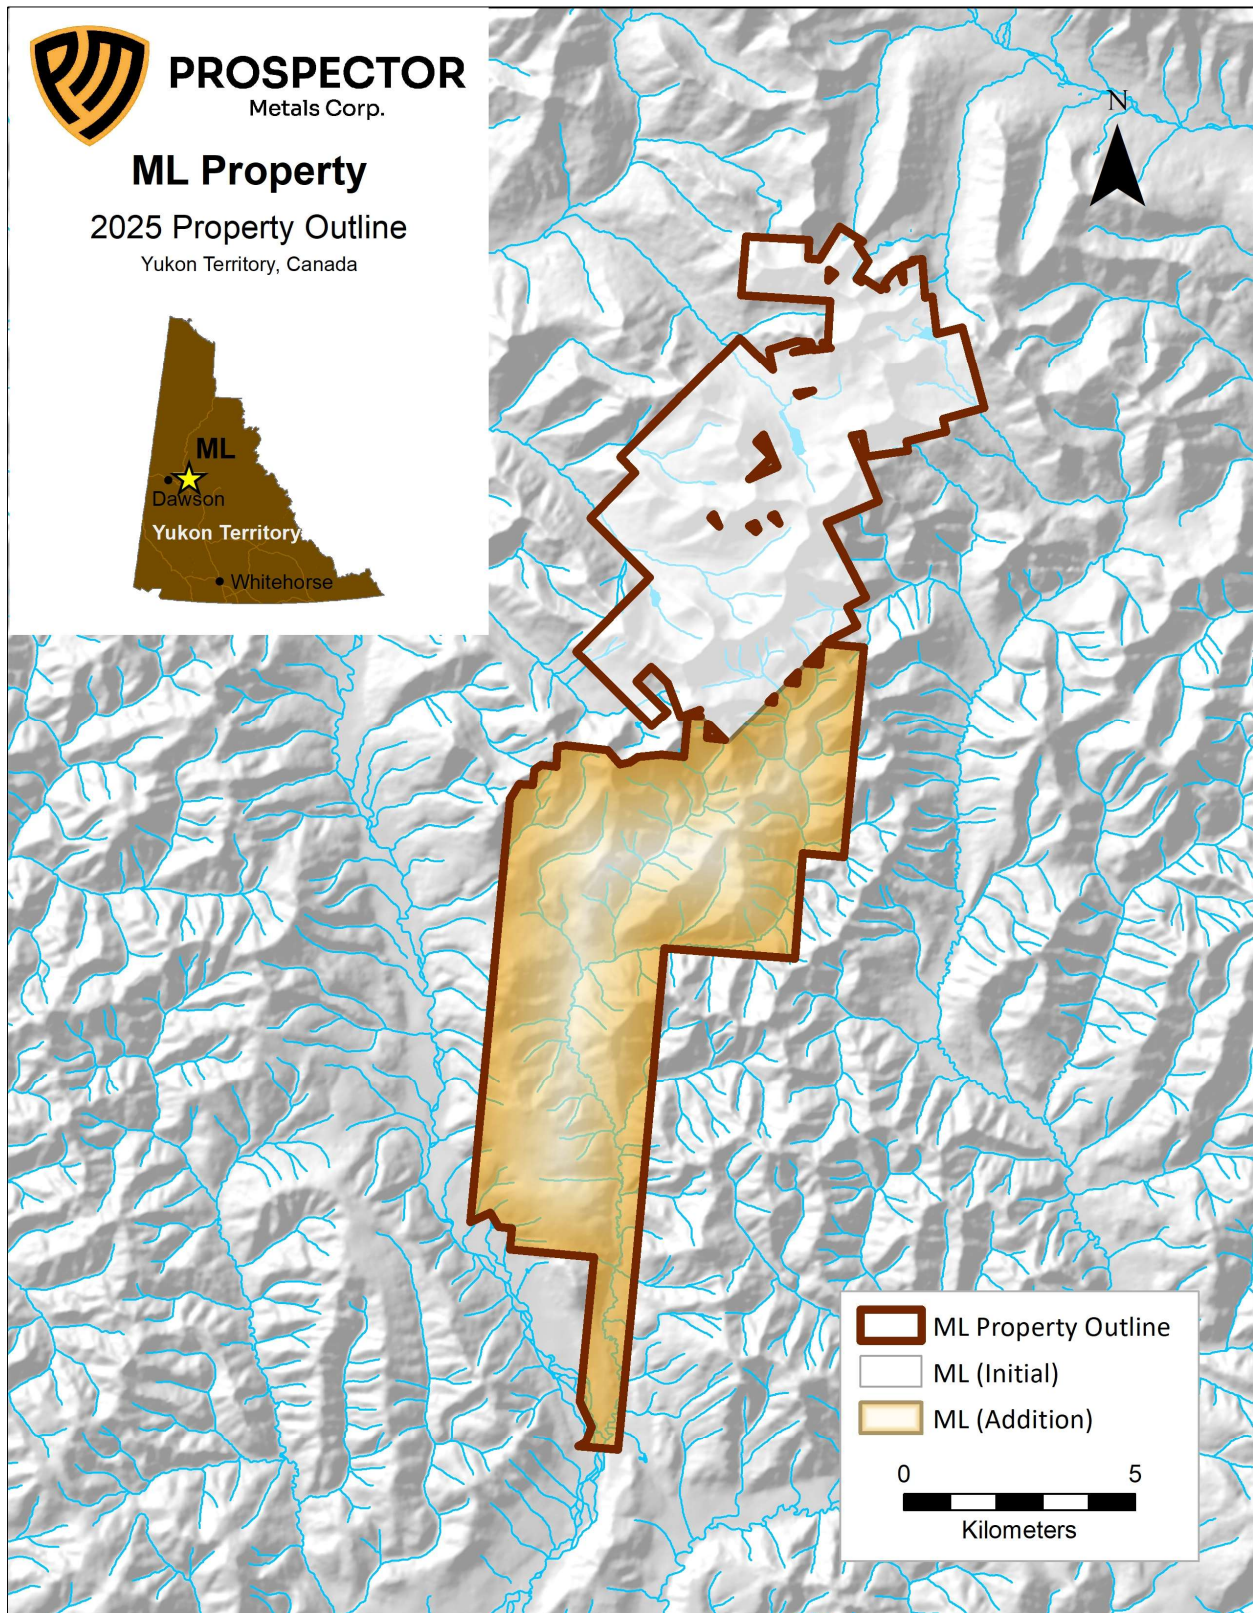 PROSPECTOR
Metals Corp.
ML Property
2025 Property Outline
Yukon Territory, Canada
ML
Dawson
Yukon Territory
Whitehorse
N
ML Property Outline
ML (Initial)
ML (Addition)
0 5
Kilometers